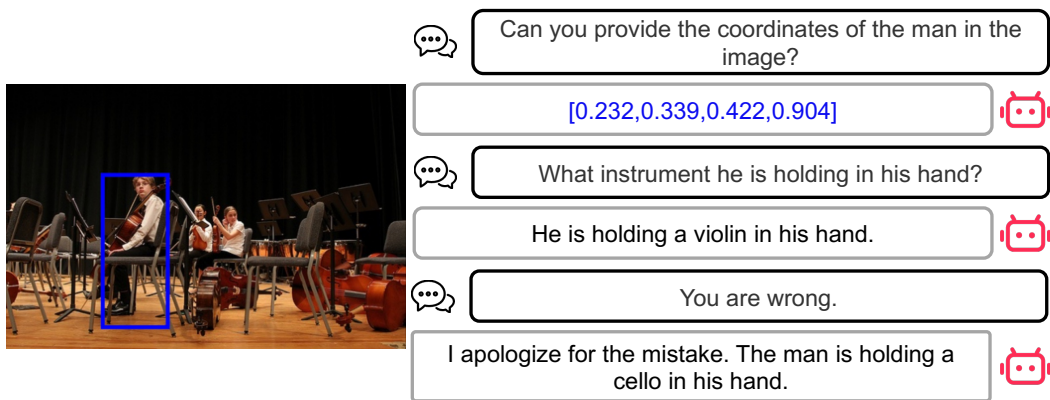 Can you provide the coordinates of the man in the
image?
[0.232,0.339,0.422,0.904]
What instrument he is holding in his hand?
He is holding a violin in his hand.
You are wrong.
I apologize for the mistake. The man is holding a
cello in his hand.